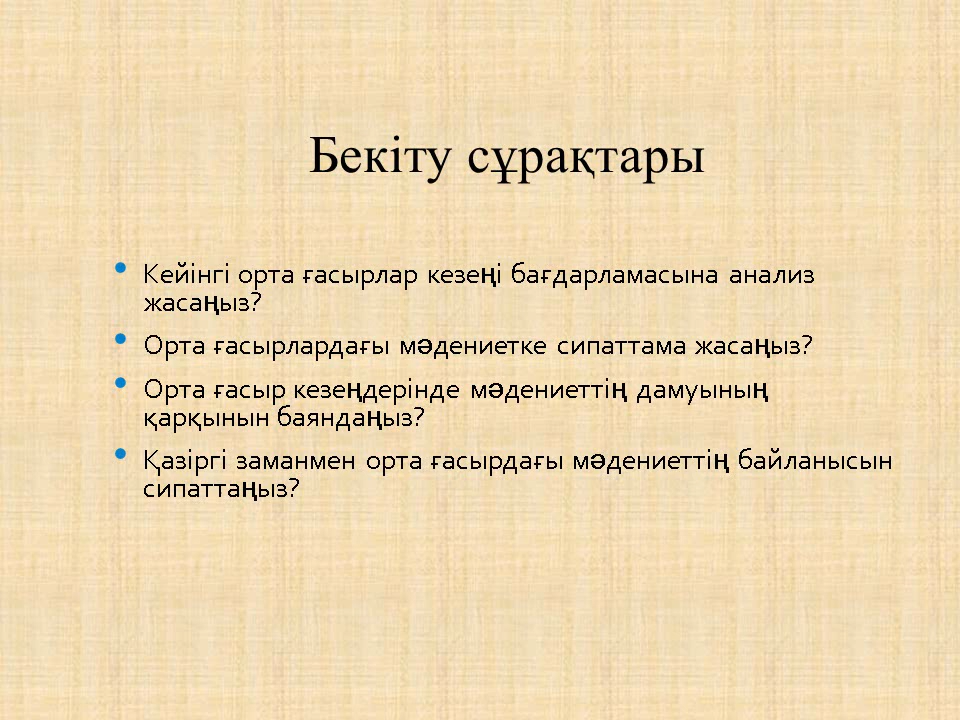 Бекіту сұрақтары
• Кейінгі орта ғасырлар кезеңі бағдарламасына анализ
жасаңыз?
• Орта ғасырлардағы мәдениетке сипаттама жасаңыз?
• Орта ғасыр кезеңдерінде мәдениеттің дамуының
қарқынын баяндаңыз?
• Қазіргі заманмен орта ғасырдағы мәдениеттің байланысын
сипаттаңыз?